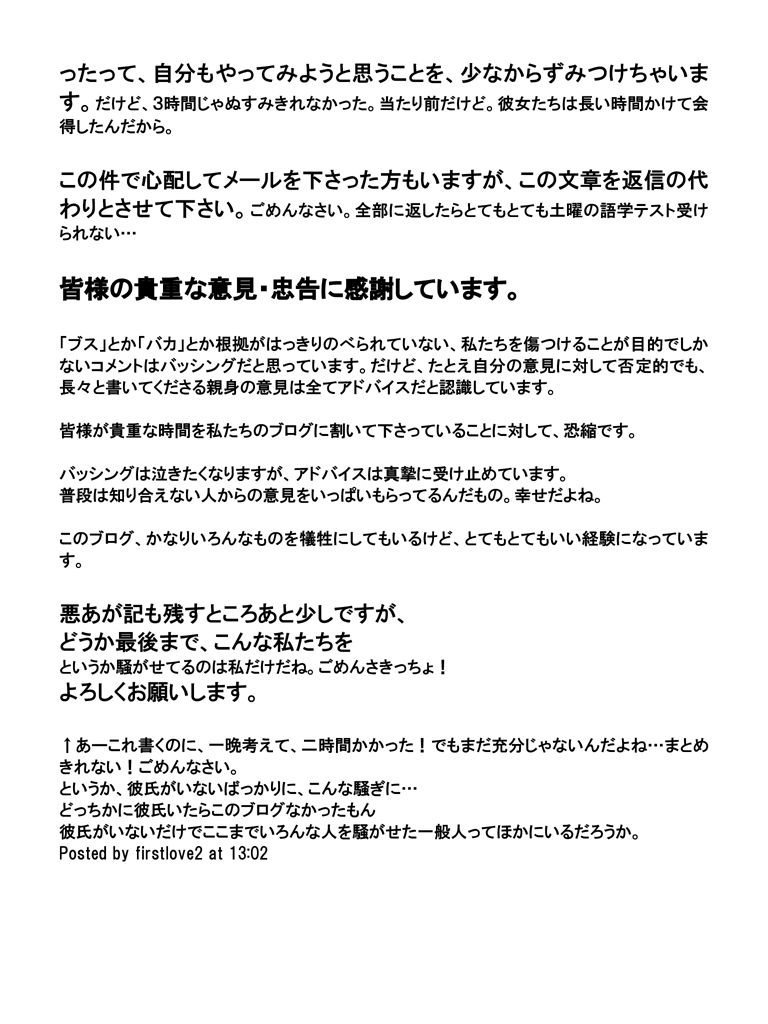 ったって、自分もやってみようと思うことを、少なからずみつけちゃいま
す。だけど、3時間じゃぬすみきれなかった。当たり前だけど。彼女たちは長い時間かけて会
得したんだから。
この件で心配してメールを下さった方もいますが、この文章を返信の代
わりとさせて下さい。ごめんなさい。全部に返したらとてもとても土曜の語学テスト受け
られない…
皆様の貴重な意見・忠告に感謝しています。
「ブス」とか「バカ」とか根拠がはっきりのべられていない、私たちを傷つけることが目的でしか
ないコメントはバッシングだと思っています。だけど、たとえ自分の意見に対して否定的でも、
長々と書いてくださる親身の意見は全てアドバイスだと認識しています。
皆様が貴重な時間を私たちのブログに割いて下さっていることに対して、恐縮です。
バッシングは泣きたくなりますが、アドバイスは真摯に受け止めています。
普段は知り合えない人からの意見をいっぱいもらってるんだもの。幸せだよね。
このブログ、かなりいろんなものを犠牲にしてもいるけど、とてもとてもいい経験になっていま
す。
悪あが記も残すところあと少しですが、
どうか最後まで、こんな私たちを
というか騒がせてるのは私だけだね。ごめんさきっちょ！
よろしくお願いします。
↑あーこれ書くのに、一晩考えて、二時間かかった！でもまだ充分じゃないんだよね…まとめ
きれない！ごめんなさい。
というか、彼氏がいないばっかりに、こんな騒ぎに…
どっちかに彼氏いたらこのブログなかったもん
彼氏がいないだけでここまでいろんな人を騒がせた一般人ってほかにいるだろうか。
Posted by firstlove2 at 13:02